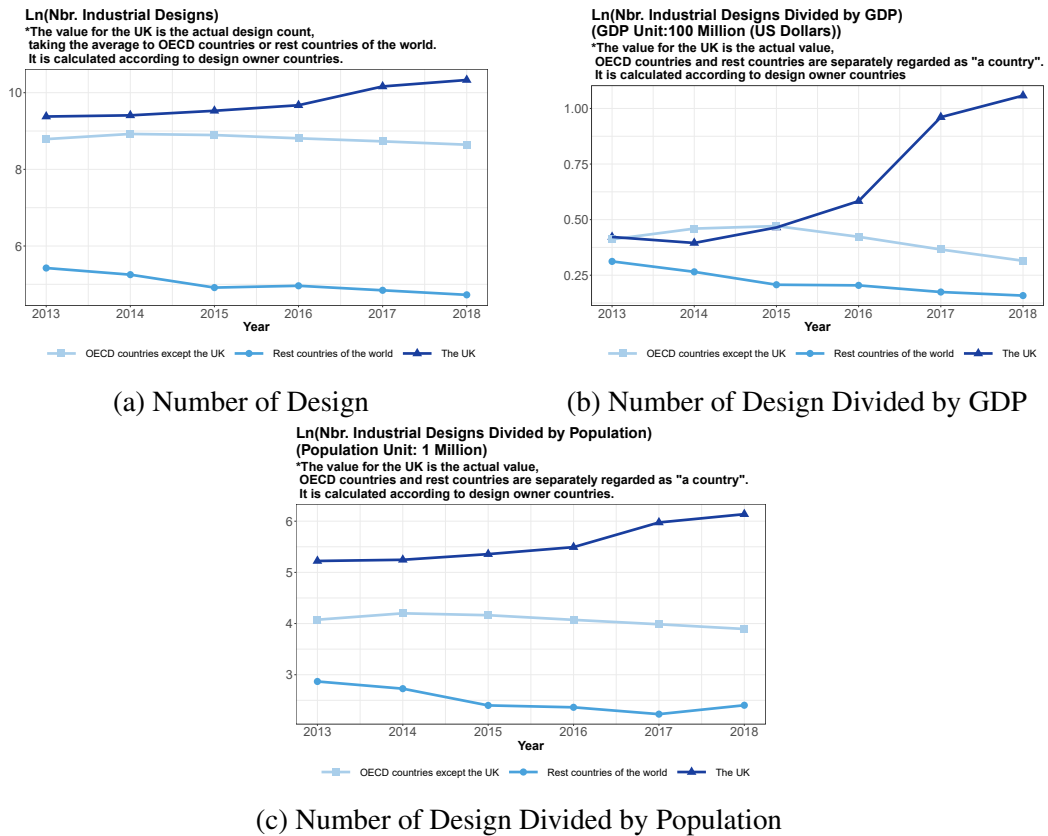 Ln(Nbr. Industrial Designs)
*The value for the UK is the actual design count,
taking the average to OECD countries or rest countries of the world.
It is calculated according to design owner countries.
10
8
6
2013 2014 2015 2016 2017 2018
Year
OECD countries except the UK Rest countries of the world The UK
(a) Number of Design
Ln(Nbr. Industrial Designs Divided by GDP)
(GDP Unit:100 Million (US Dollars))
*The value for the UK is the actual value,
OECD countries and rest countries are separately regarded as "a country".
It is calculated according to design owner countries
1.00
0.75
0.50
0.25
2013 2014 2015 2016 2017 2018
Year
OECD countries except the UK Rest countries of the world The UK
(b) Number of Design Divided by GDP
Ln(Nbr. Industrial Designs Divided by Population)
(Population Unit: 1 Million)
*The value for the UK is the actual value,
OECD countries and rest countries are separately regarded as "a country".
It is calculated according to design owner countries.
6
5
4
3
2013 2014 2015 2016 2017 2018
Year
OECD countries except the UK Rest countries of the world The UK
(c) Number of Design Divided by Population